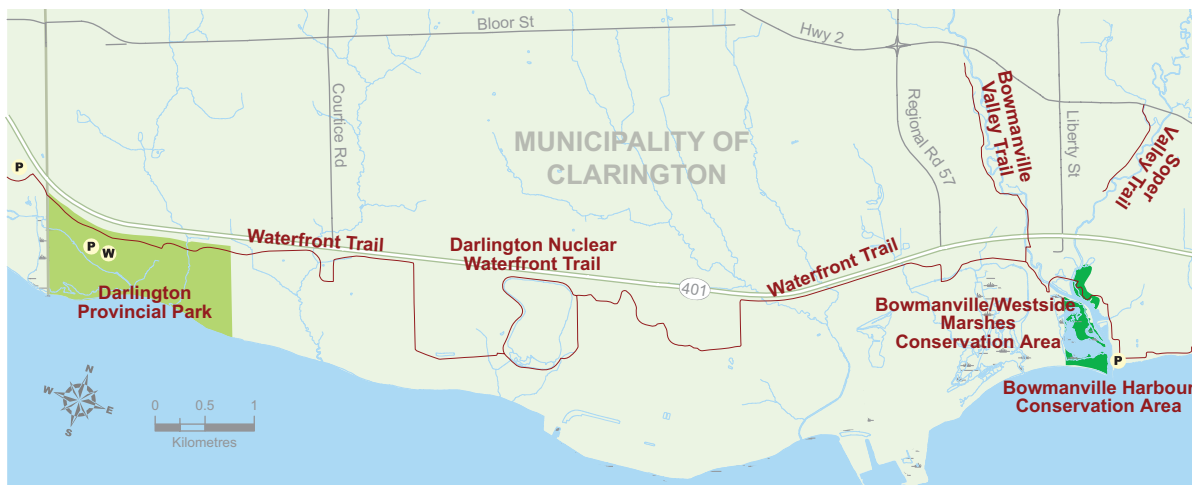 Bloor St
Hwy 2
Courtice Rd
MUNICIPALITY OF
CLARINGTON
Regional Rd 57
Bowmanville
Valley Trail
Liberty St
Soper
Valley Trail
P
P
W
Waterfront Trail
Darlington Nuclear
Waterfront Trail
401
Waterfront Trail
Darlington
Provincial Park
Bowmanville/Westside
Marshes
Conservation Area
P
Bowmanville Harbour
Conservation Area
N
W
E
S
0 0.5 1
Kilometres